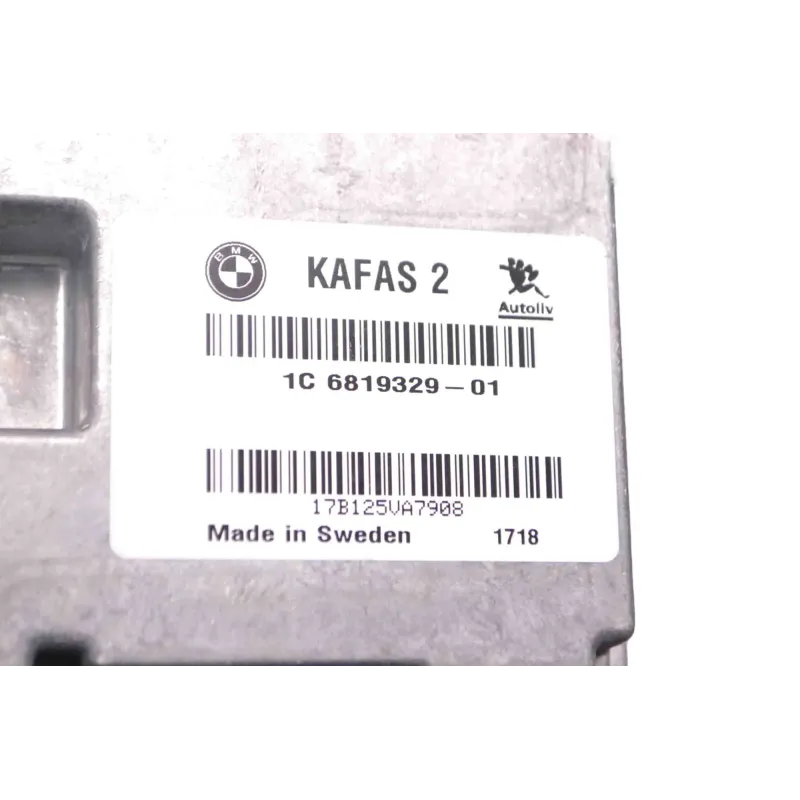 BMW KAFAS 2
Autoliv
1C 6819329-01
17B125VA7908
Made in Sweden 1718